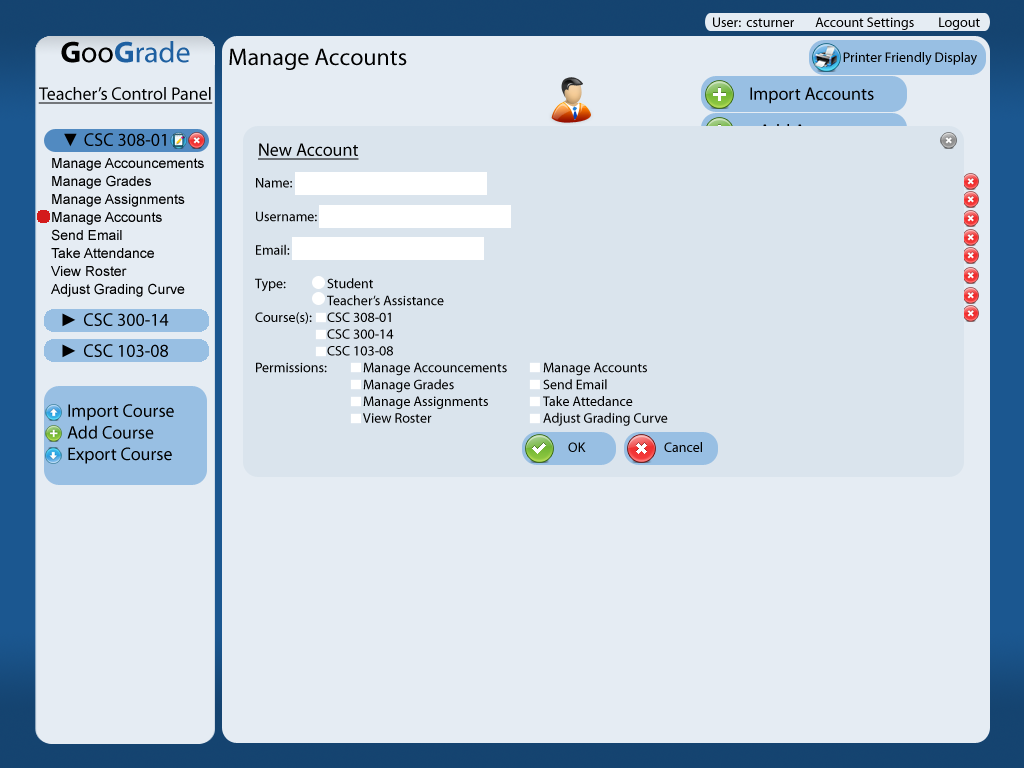 User: csturner Account Settings Logout
GooGrade
Teacher's Control Panel
▼ CSC 308-01
Manage Accouncements
Manage Grades
Manage Assignments
Manage Accounts
Send Email
Take Attendance
View Roster
Adjust Grading Curve
► CSC 300-14
► CSC 103-08
Import Course
Add Course
Export Course
Manage Accounts
Printer Friendly Display
Import Accounts
New Account
Name:
Username:
Email:
Type: Student
Teacher's Assistance
Course(s): CSC 308-01
CSC 300-14
CSC 103-08
Permissions: Manage Accouncements Manage Accounts
Manage Grades Send Email
Manage Assignments Take Attedance
View Roster Adjust Grading Curve
OK Cancel